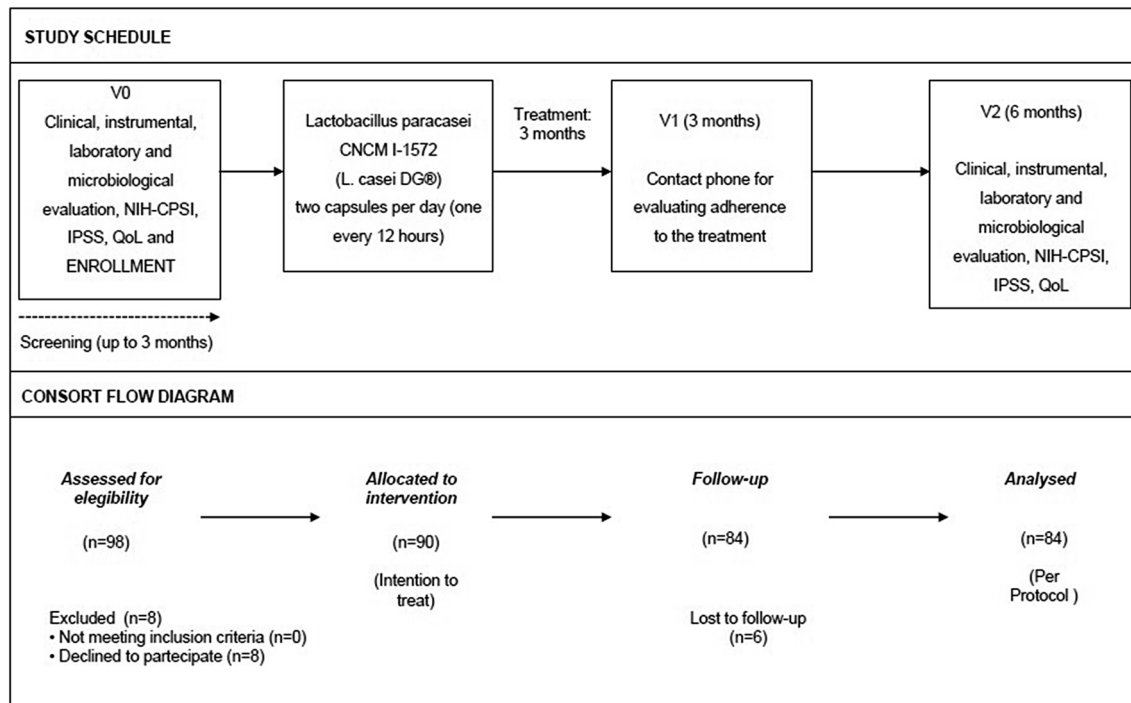 STUDY SCHEDULE
V0
Clinical, instrumental,
laboratory and
microbiological
evaluation, NIH-CPSI,
IPSS, QoL and
ENROLLMENT
Screening (up to 3 months)
Lactobacillus paracasei
CNCM I-1572
(L. casei DG®)
two capsules per day (one
every 12 hours)
Treatment:
3 months
V1 (3 months)
Contact phone for
evaluating adherence
to the treatment
V2 (6 months)
Clinical, instrumental,
laboratory and
microbiological
evaluation, NIH-CPSI,
IPSS, QoL
CONSORT FLOW DIAGRAM
Assessed for
elegibility
(n=98)
Excluded (n=8)
• Not meeting inclusion criteria (n=0)
• Declined to partecipate (n=8)
Allocated to
intervention
(n=90)
(Intention to
treat)
Follow-up
(n=84)
Lost to follow-up
(n=6)
Analysed
(n=84)
(Per
Protocol )